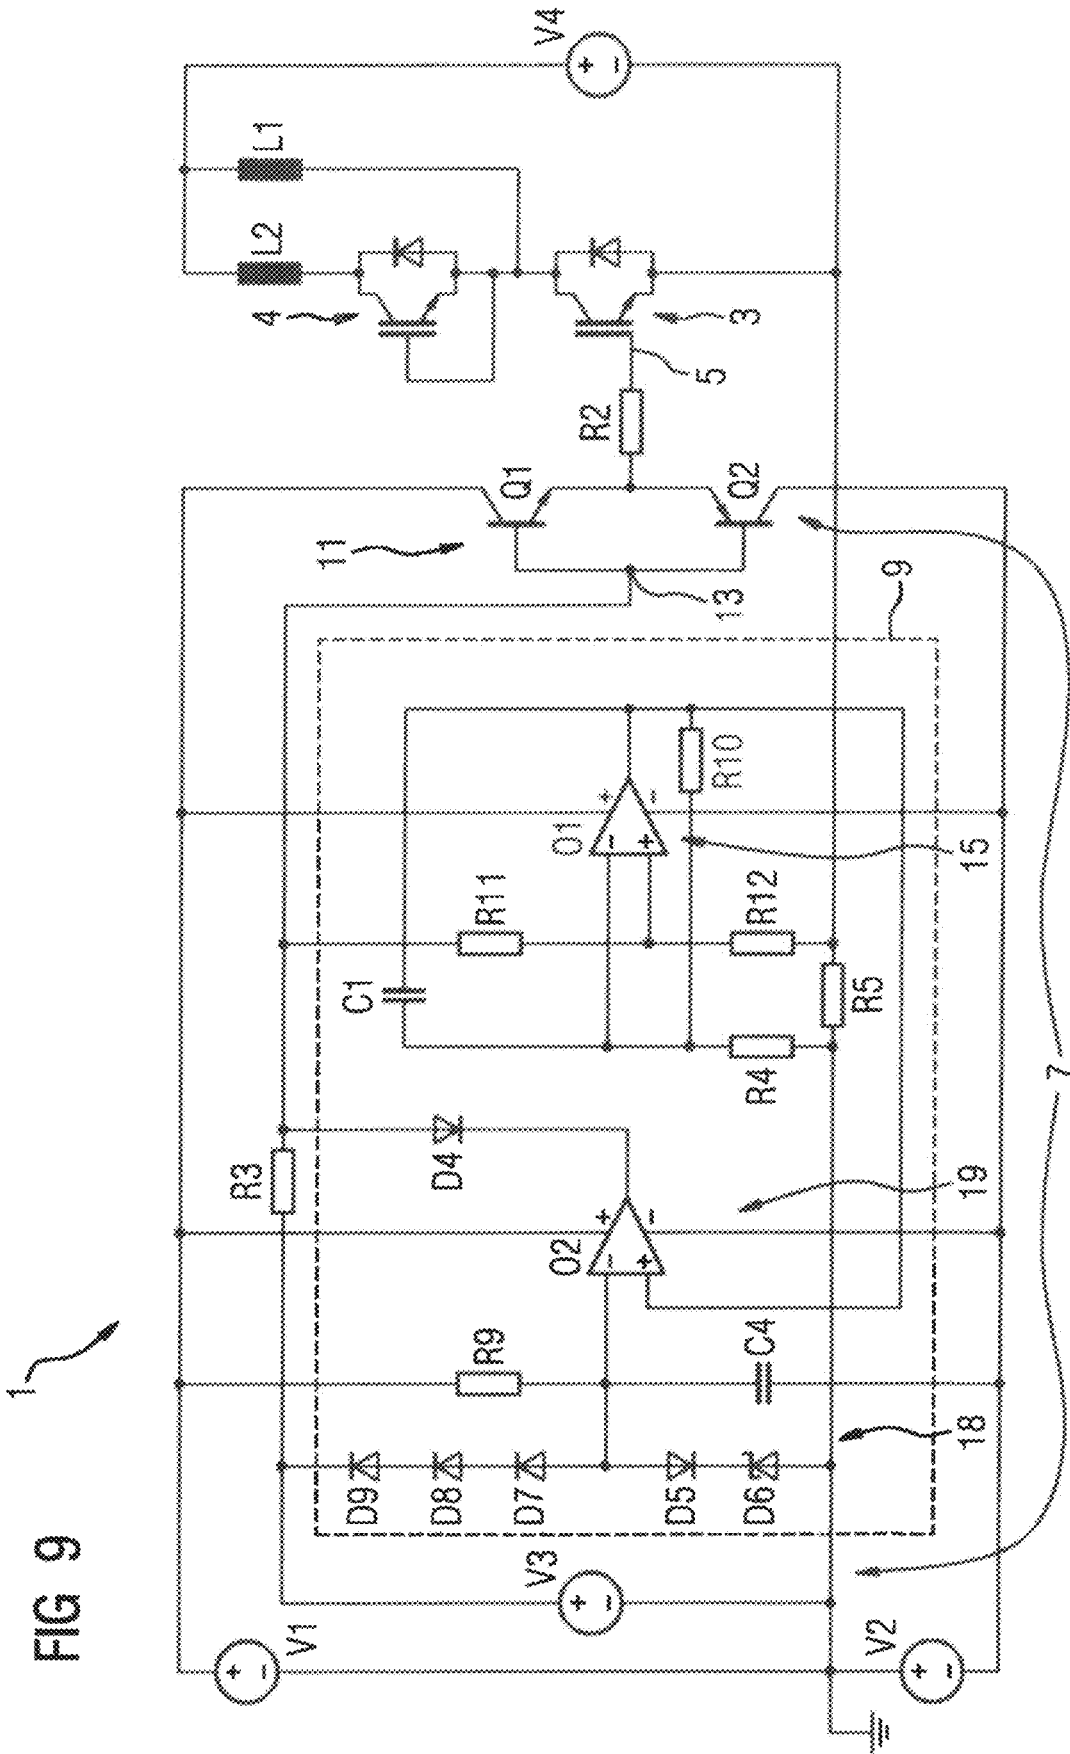 FIG 9
1
V1
V3
V2
D9
D8
D7
D5
D6
18
R9
C4
O2
- +
+ -
19
R3
D4
R4
R5
C1
R11
R12
15
O1
- +
+ -
R10
9
7
11
13
Q1
Q2
R2
5
3
4
L2
L1
V4
+ -
+ -
+ -
+ -